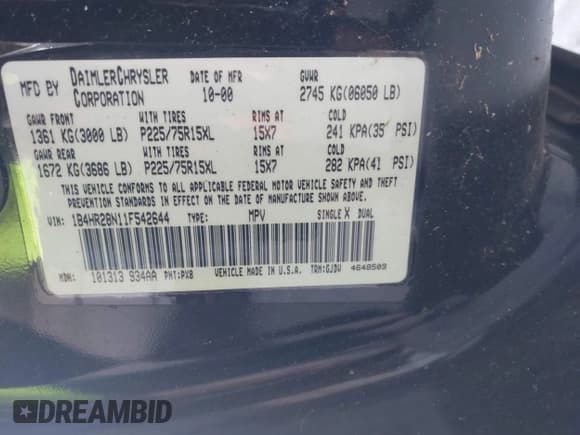 MFD BY DAIMLERCHRYSLER CORPORATION DATE OF MFR 10-00 GVWR 2745 KG(06050 LB)
GAWR FRONT WITH TIRES RIMS AT COLD
1361 KG(3000 LB) P225/75R15XL 15X7 241 KPA(35 PSI)
GAWR REAR WITH TIRES RIMS AT COLD
1672 KG(3686 LB) P225/75R15XL 15X7 282 KPA(41 PSI)
THIS VEHICLE CONFORMS TO ALL APPLICABLE FEDERAL MOTOR VEHICLE SAFETY AND THEFT
PREVENTION STANDARDS IN EFFECT ON THE DATE OF MANUFACTURE SHOWN ABOVE.
VIN: 1B4HR28N11F542644 TYPE: MPV SINGLE X DUAL
MDH: 101313 934AA PNT:PX8 VEHICLE MADE IN U.S.A. TRM:GJDV 4648509
DREAMBID